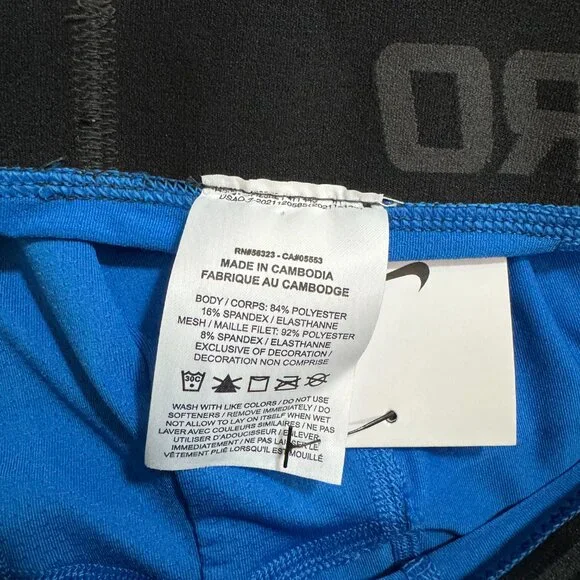 RO
RN#56323 - CA#05553
MADE IN CAMBODIA
FABRIQUE AU CAMBODGE
BODY / CORPS: 84% POLYESTER
16% SPANDEX / ELASTHANNE
MESH / MAILLE FILET: 92% POLYESTER
8% SPANDEX / ELASTHANNE
EXCLUSIVE OF DECORATION /
DECORATION NON COMPRISE
30C
WASH WITH LIKE COLORS / DO NOT USE
SOFTENERS / REMOVE IMMEDIATELY / DO
NOT ALLOW TO LAY ON ITSELF WHEN WET
LAVER AVEC COULEURS SIMILAIRES / NE PAS
UTILISER D'ADOUCISSEUR / ENLEVER
IMMEDIATEMENT / NE PAS LAISSER LE
VÊTEMENT PLIE LORSQU'IL EST MOUILLÉ